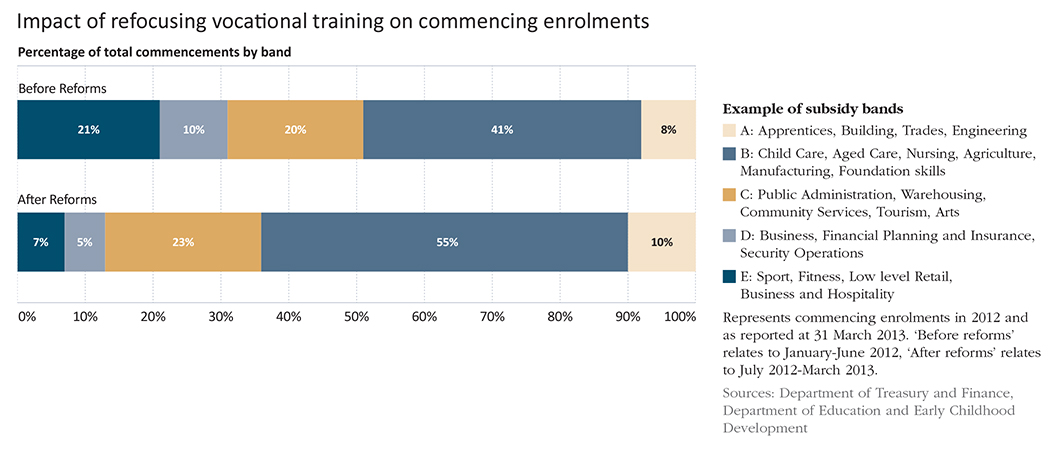 Impact of refocusing vocational training on commencing enrolments
Percentage of total commencements by band
Before Reforms
21% 10% 20% 41% 8%
After Reforms
7% 5% 23% 55% 10%
0% 10% 20% 30% 40% 50% 60% 70% 80% 90% 100%
Example of subsidy bands
A: Apprentices, Building, Trades, Engineering
B: Child Care, Aged Care, Nursing, Agriculture,
Manufacturing, Foundation skills
C: Public Administration, Warehousing,
Community Services, Tourism, Arts
D: Business, Financial Planning and Insurance,
Security Operations
E: Sport, Fitness, Low level Retail,
Business and Hospitality
Represents commencing enrolments in 2012 and
as reported at 31 March 2013. ‘Before reforms’
relates to January-June 2012, ‘After reforms’ relates
to July 2012-March 2013.
Sources: Department of Treasury and Finance,
Department of Education and Early Childhood
Development